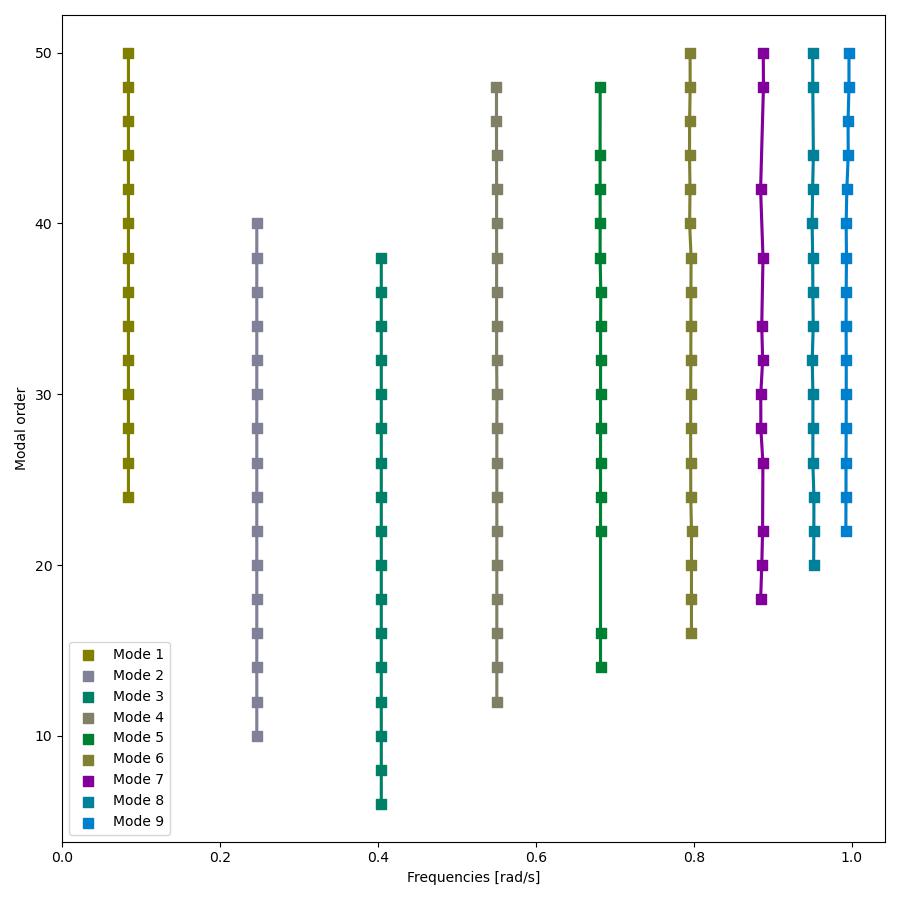 50
40
30
20
10
Modal order
Mode 1
Mode 2
Mode 3
Mode 4
Mode 5
Mode 6
Mode 7
Mode 8
Mode 9
0.0 0.2 0.4 0.6 0.8 1.0
Frequencies [rad/s]